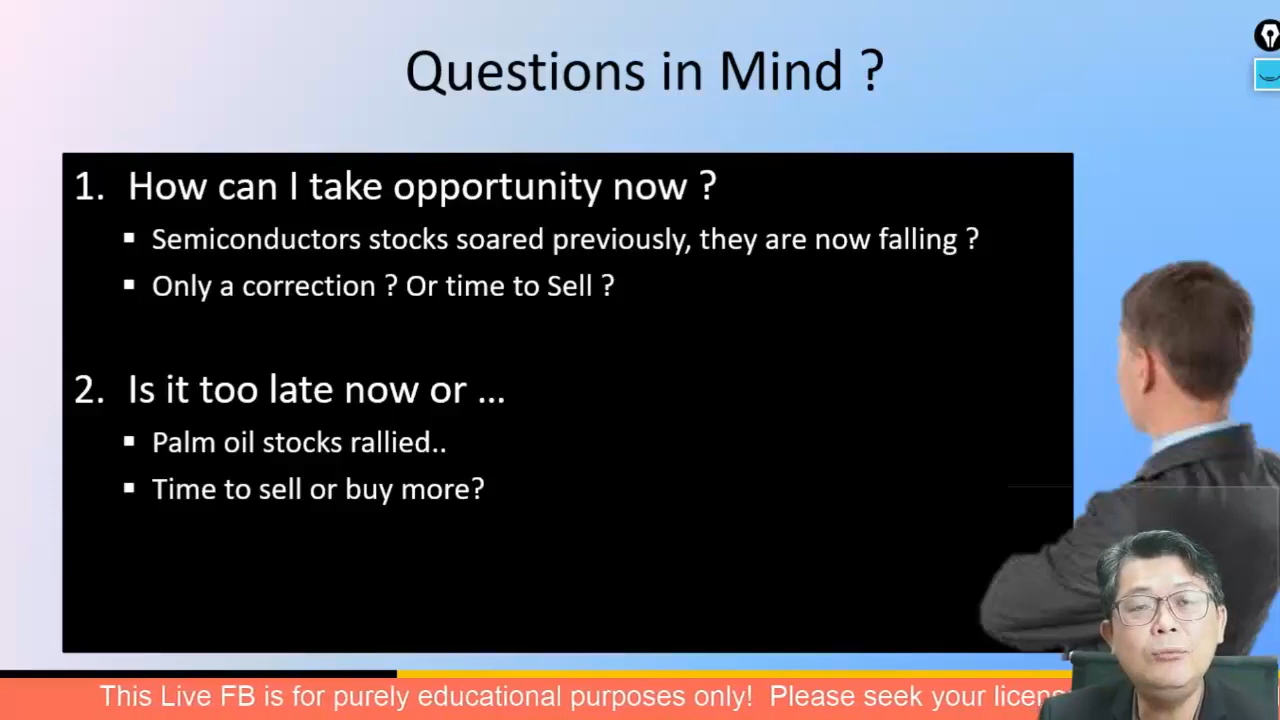 Questions in Mind ?
1. How can I take opportunity now ?
▪ Semiconductors stocks soared previously, they are now falling ?
▪ Only a correction ? Or time to Sell ?
2. Is it too late now or ...
▪ Palm oil stocks rallied..
▪ Time to sell or buy more?
This Live FB is for purely educational purposes only! Please seek your